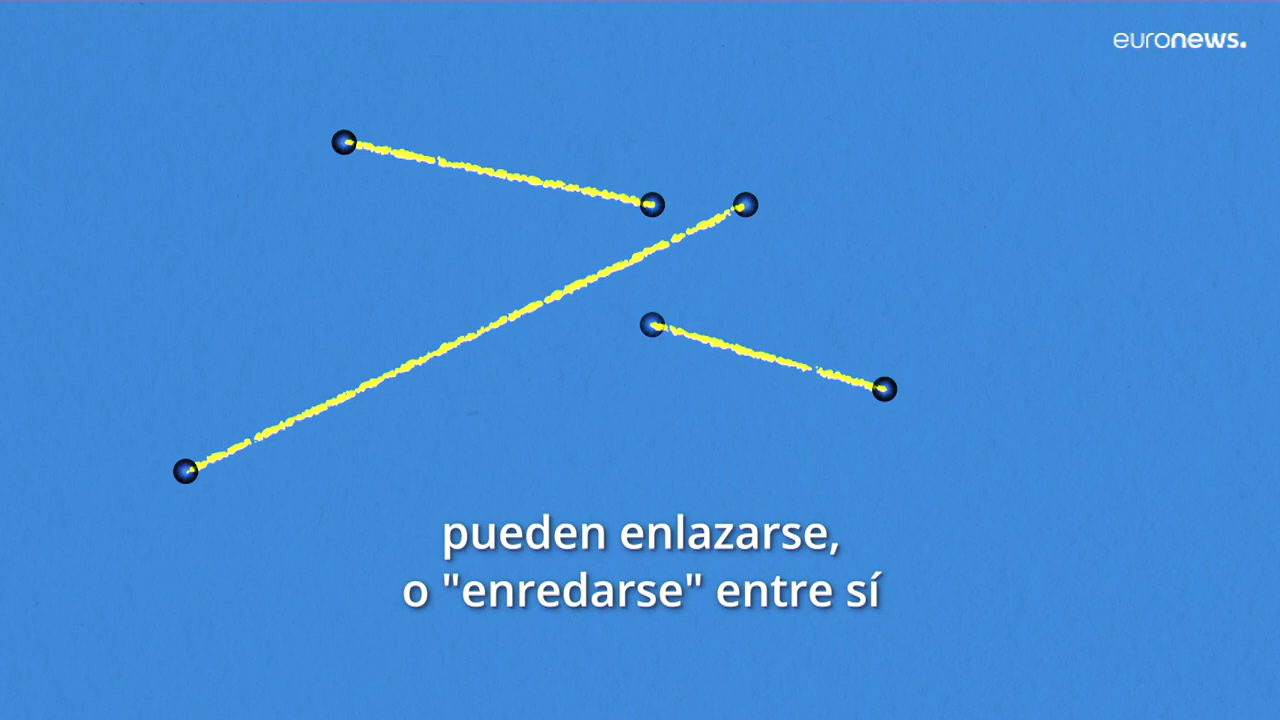 euronews.
pueden enlazarse,
o "enredarse" entre sí